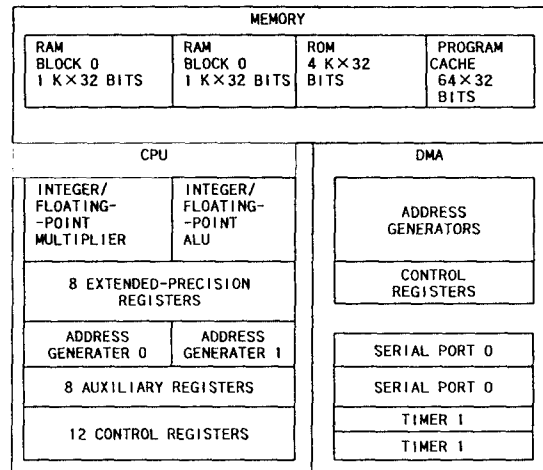 MEMORY
RAM
BLOCK 0
1 K×32 BITS
RAM
BLOCK 0
1 K×32 BITS
ROM
4 K×32
BITS
PROGRAM
CACHE
64×32
BITS
CPU
INTEGER/
FLOATING-
-POINT
MULTIPLIER
INTEGER/
FLOATING-
-POINT
ALU
8 EXTENDED-PRECISION
REGISTERS
ADDRESS
GENERATER 0
ADDRESS
GENERATER 1
8 AUXILIARY REGISTERS
12 CONTROL REGISTERS
DMA
ADDRESS
GENERATORS
CONTROL
REGISTERS
SERIAL PORT 0
SERIAL PORT 0
TIMER 1
TIMER 1